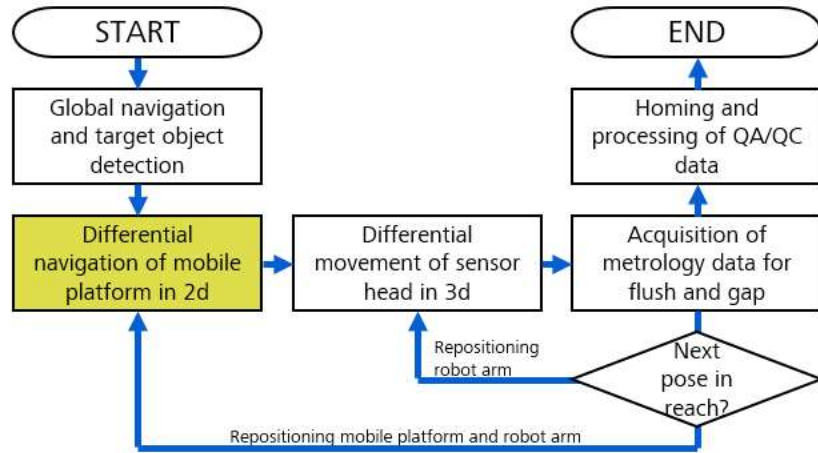 START
END
Global navigation
and target object
detection
Homing and
processing of QA/QC
data
Differential
navigation of mobile
platform in 2d
Differential
movement of sensor
head in 3d
Acquisition of
metrology data for
flush and gap
Repositioning
robot arm
Next
pose in
reach?
Repositioning mobile platform and robot arm